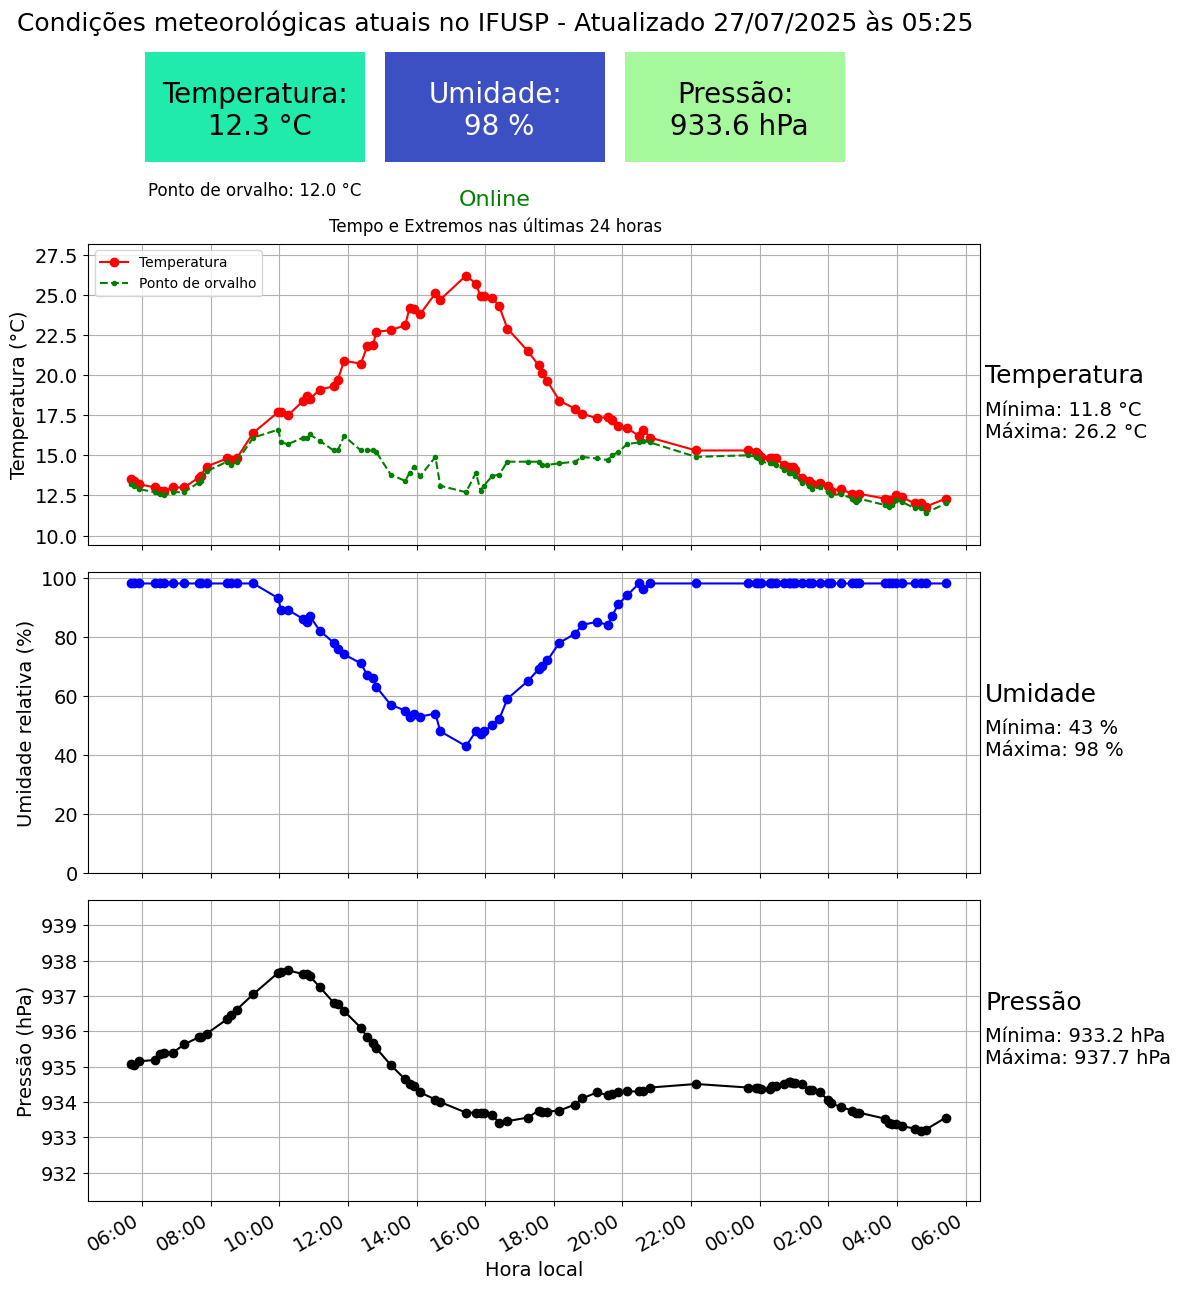 Condições meteorológicas atuais no IFUSP - Atualizado 27/07/2025 às 05:25
Temperatura:
12.3 °C
Umidade:
98 %
Pressão:
933.6 hPa
Ponto de orvalho: 12.0 °C
Online
Tempo e Extremos nas últimas 24 horas
Temperatura
Ponto de orvalho
Temperatura (°C)
27.5
25.0
22.5
20.0
17.5
15.0
12.5
10.0
Temperatura
Mínima: 11.8 °C
Máxima: 26.2 °C
Umidade relativa (%)
100
80
60
40
20
0
Umidade
Mínima: 43 %
Máxima: 98 %
Pressão (hPa)
939
938
937
936
935
934
933
932
Pressão
Mínima: 933.2 hPa
Máxima: 937.7 hPa
06:00 08:00 10:00 12:00 14:00 16:00 18:00 20:00 22:00 00:00 02:00 04:00 06:00
Hora local